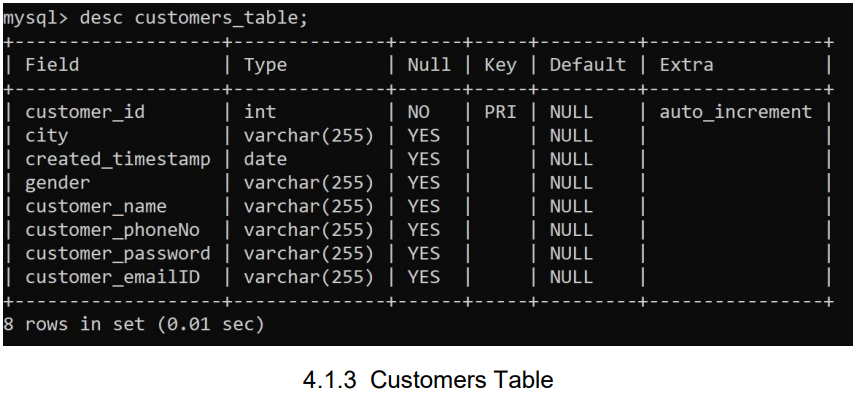 mysql> desc customers_table;
+--------------------+--------------+------+-----+---------+----------------+
| Field | Type | Null | Key | Default | Extra |
+--------------------+--------------+------+-----+---------+----------------+
| customer_id | int | NO | PRI | NULL | auto_increment |
| city | varchar(255) | YES | | NULL | |
| created_timestamp | date | YES | | NULL | |
| gender | varchar(255) | YES | | NULL | |
| customer_name | varchar(255) | YES | | NULL | |
| customer_phoneNo | varchar(255) | YES | | NULL | |
| customer_password | varchar(255) | YES | | NULL | |
| customer_emailID | varchar(255) | YES | | NULL | |
+--------------------+--------------+------+-----+---------+----------------+
8 rows in set (0.01 sec)
4.1.3 Customers Table